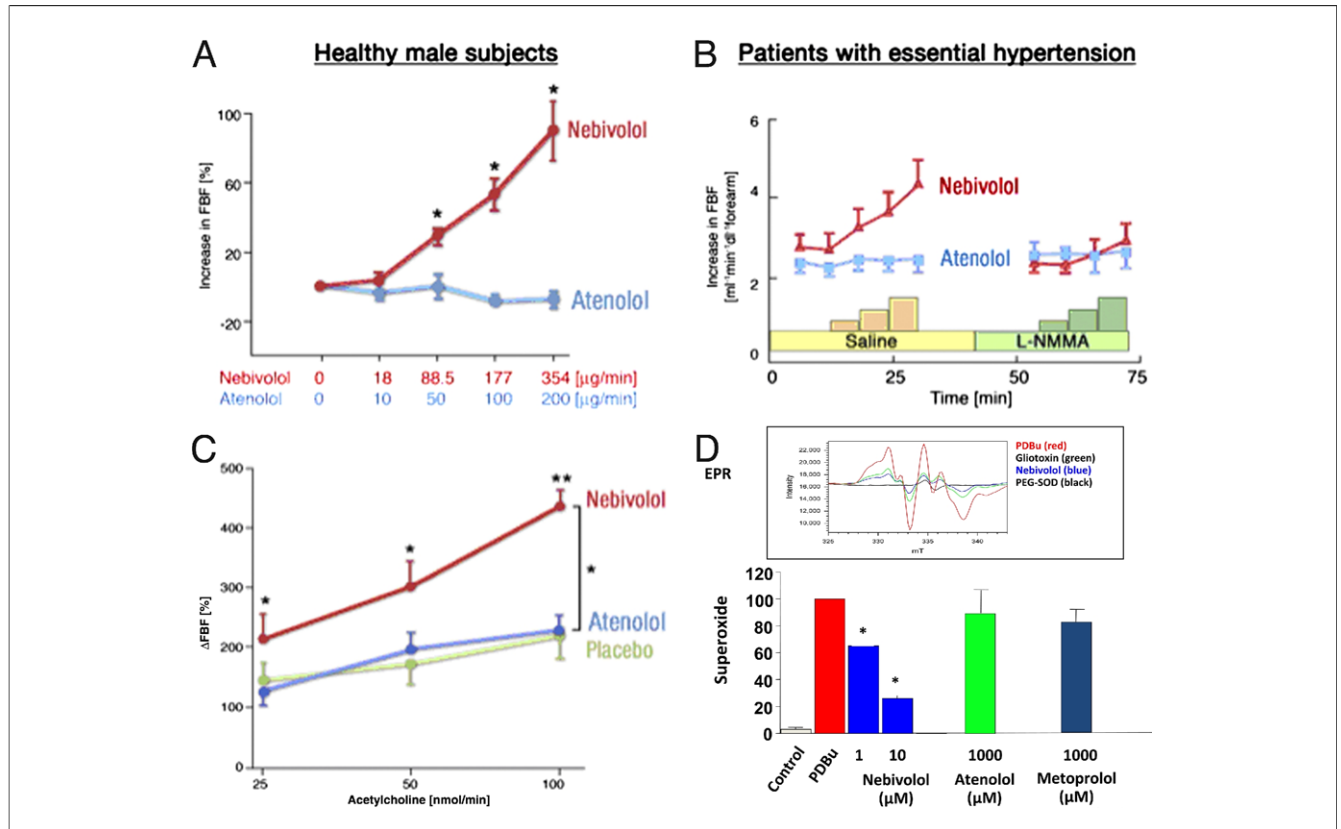 A
Healthy male subjects
Increase in FBF [%]
100
60
20
-20
*
*
*
*
Nebivolol
Atenolol
Nebivolol 0 18 88.5 177 354 [μg/min]
Atenolol 0 10 50 100 200 [μg/min]
B
Patients with essential hypertension
Increase in FBF
[ml⁻¹min⁻¹dl⁻¹forearm]
6
4
2
0
Nebivolol
Atenolol
Saline
L-NMMA
0 25 50 75
Time [min]
C
ΔFBF [%]
500
400
300
200
100
0
*
*
**
*
Nebivolol
Atenolol
Placebo
25 50 100
Acetylcholine [nmol/min]
D
EPR
Intensity
22,000
20,000
18,000
16,000
14,000
12,000
10,000
325 330 335 340
mT
PDBu (red)
Gliotoxin (green)
Nebivolol (blue)
PEG-SOD (black)
Superoxide
120
100
80
60
40
20
0
*
*
Control
PDBu
1 10 1000 1000
Nebivolol Atenolol Metoprolol
(μM) (μM) (μM)